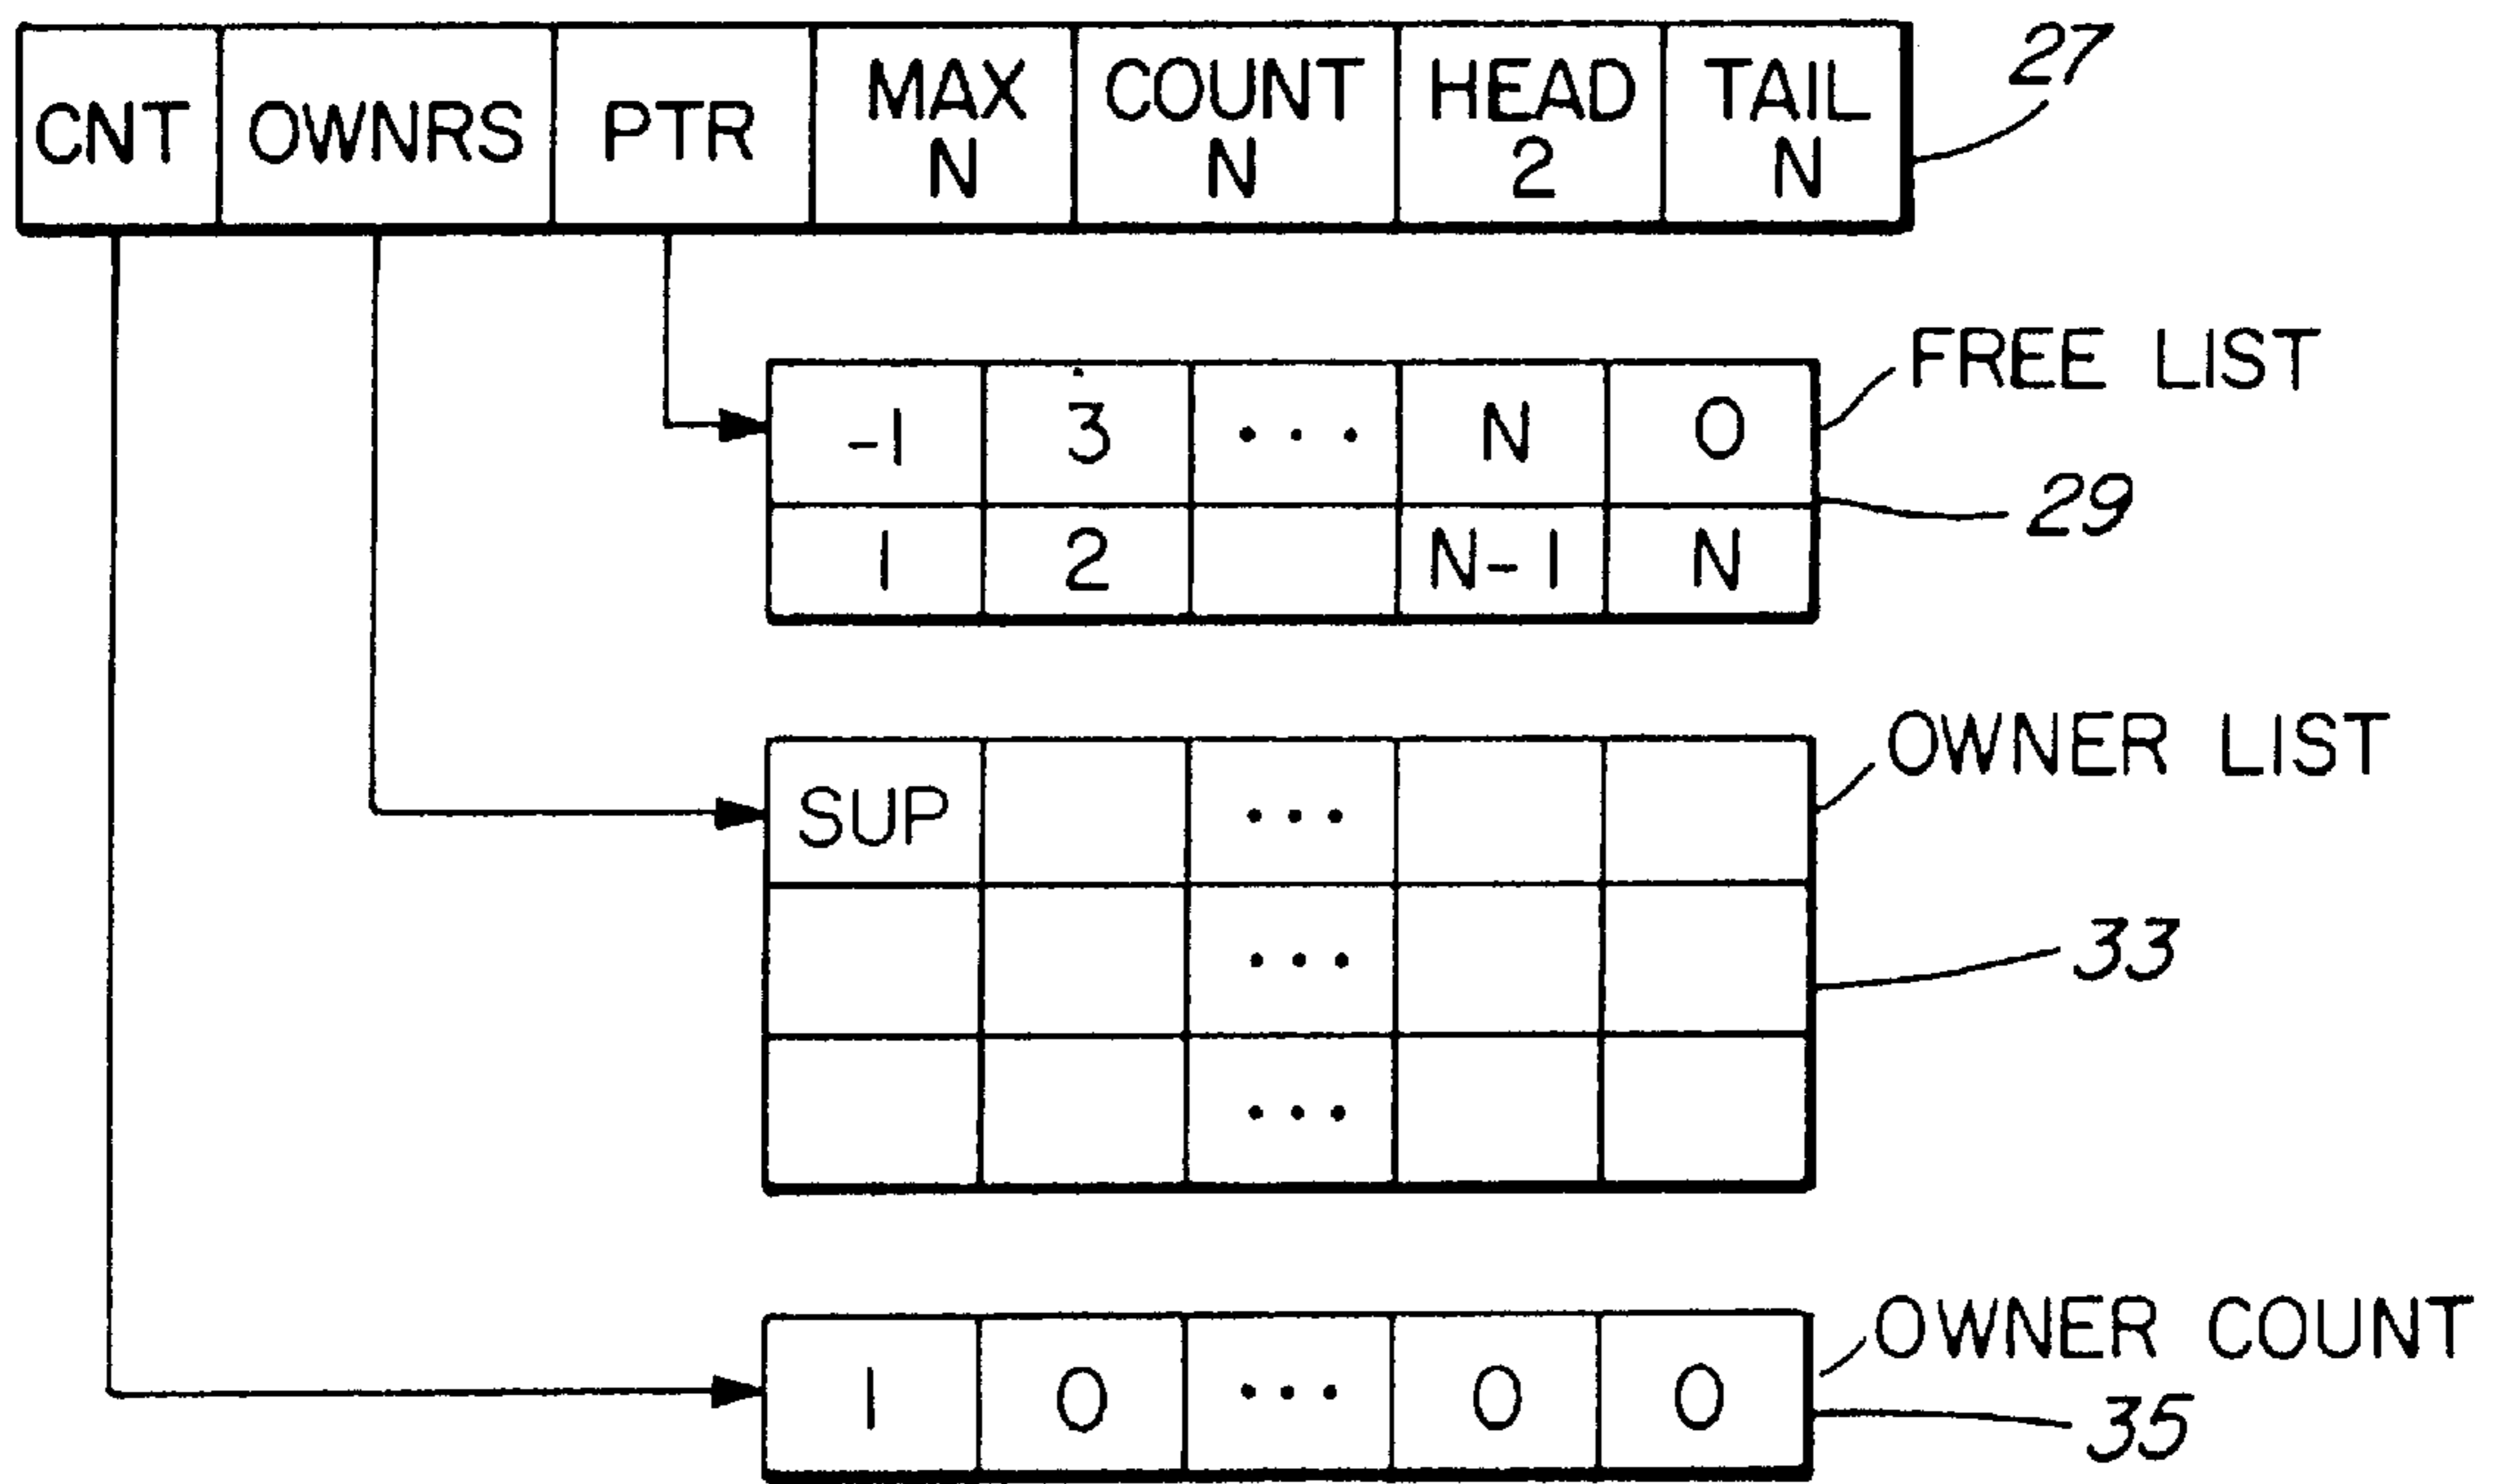 CNT OWNRS PTR MAX N COUNT N HEAD 2 TAIL N
27
FREE LIST
-1 3 ... N 0
29
1 2 N-1 N
OWNER LIST
SUP ...
...
33
...
OWNER COUNT
1 0 ... 0 0
35